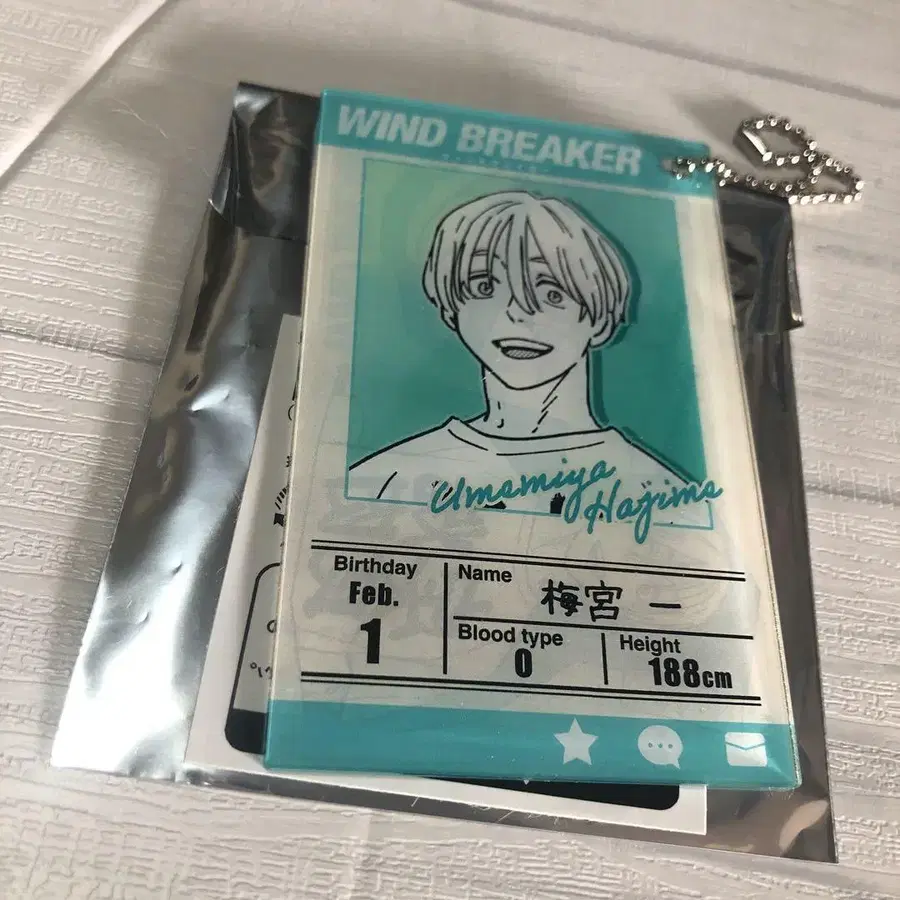 WIND BREAKER
Umemiya
Hajime
Birthday
Feb.
1
Name
梅宮 一
Blood type
O
Height
188cm